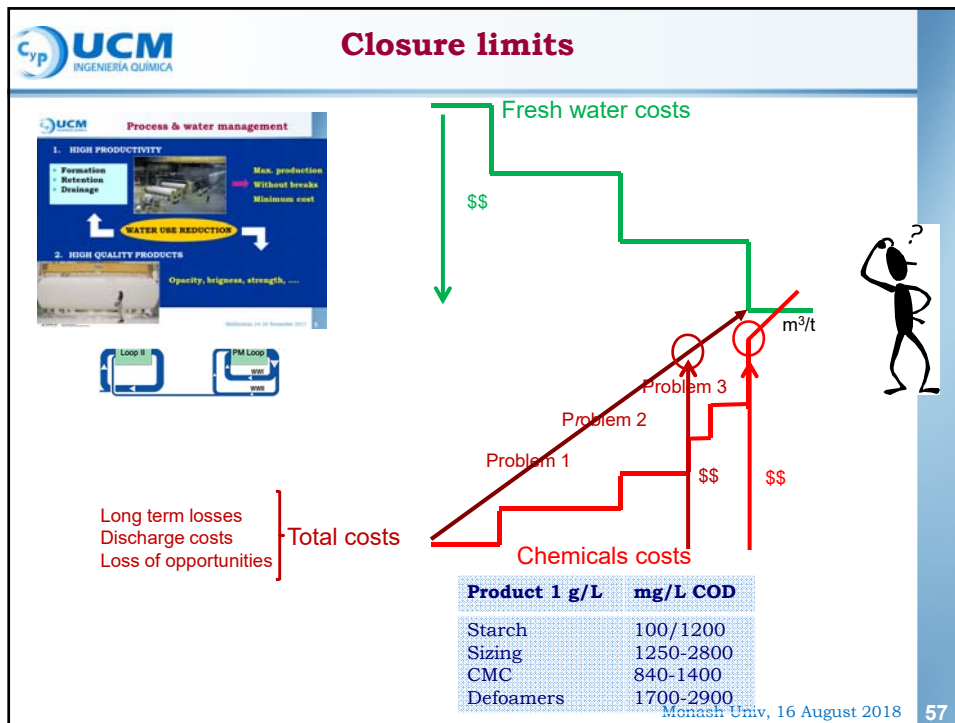 Cyp UCM
INGENIERÍA QUÍMICA
Closure limits
UCM
Process & water management
1. HIGH PRODUCTIVITY
• Formation
• Retention
• Drainage
Max. production
Without breaks
Minimum cost
WATER USE REDUCTION
2. HIGH QUALITY PRODUCTS
Opacity, brigness, strength, ....
Loop II
PM Loop
WWI
WWII
Fresh water costs
$$
?
m³/t
Problem 3
Problem 2
Problem 1
$$
$$
Long term losses
Discharge costs
Loss of opportunities
Total costs
Chemicals costs
Product 1 g/L mg/L COD
Starch 100/1200
Sizing 1250-2800
CMC 840-1400
Defoamers 1700-2900
Monash Univ, 16 August 2018 57